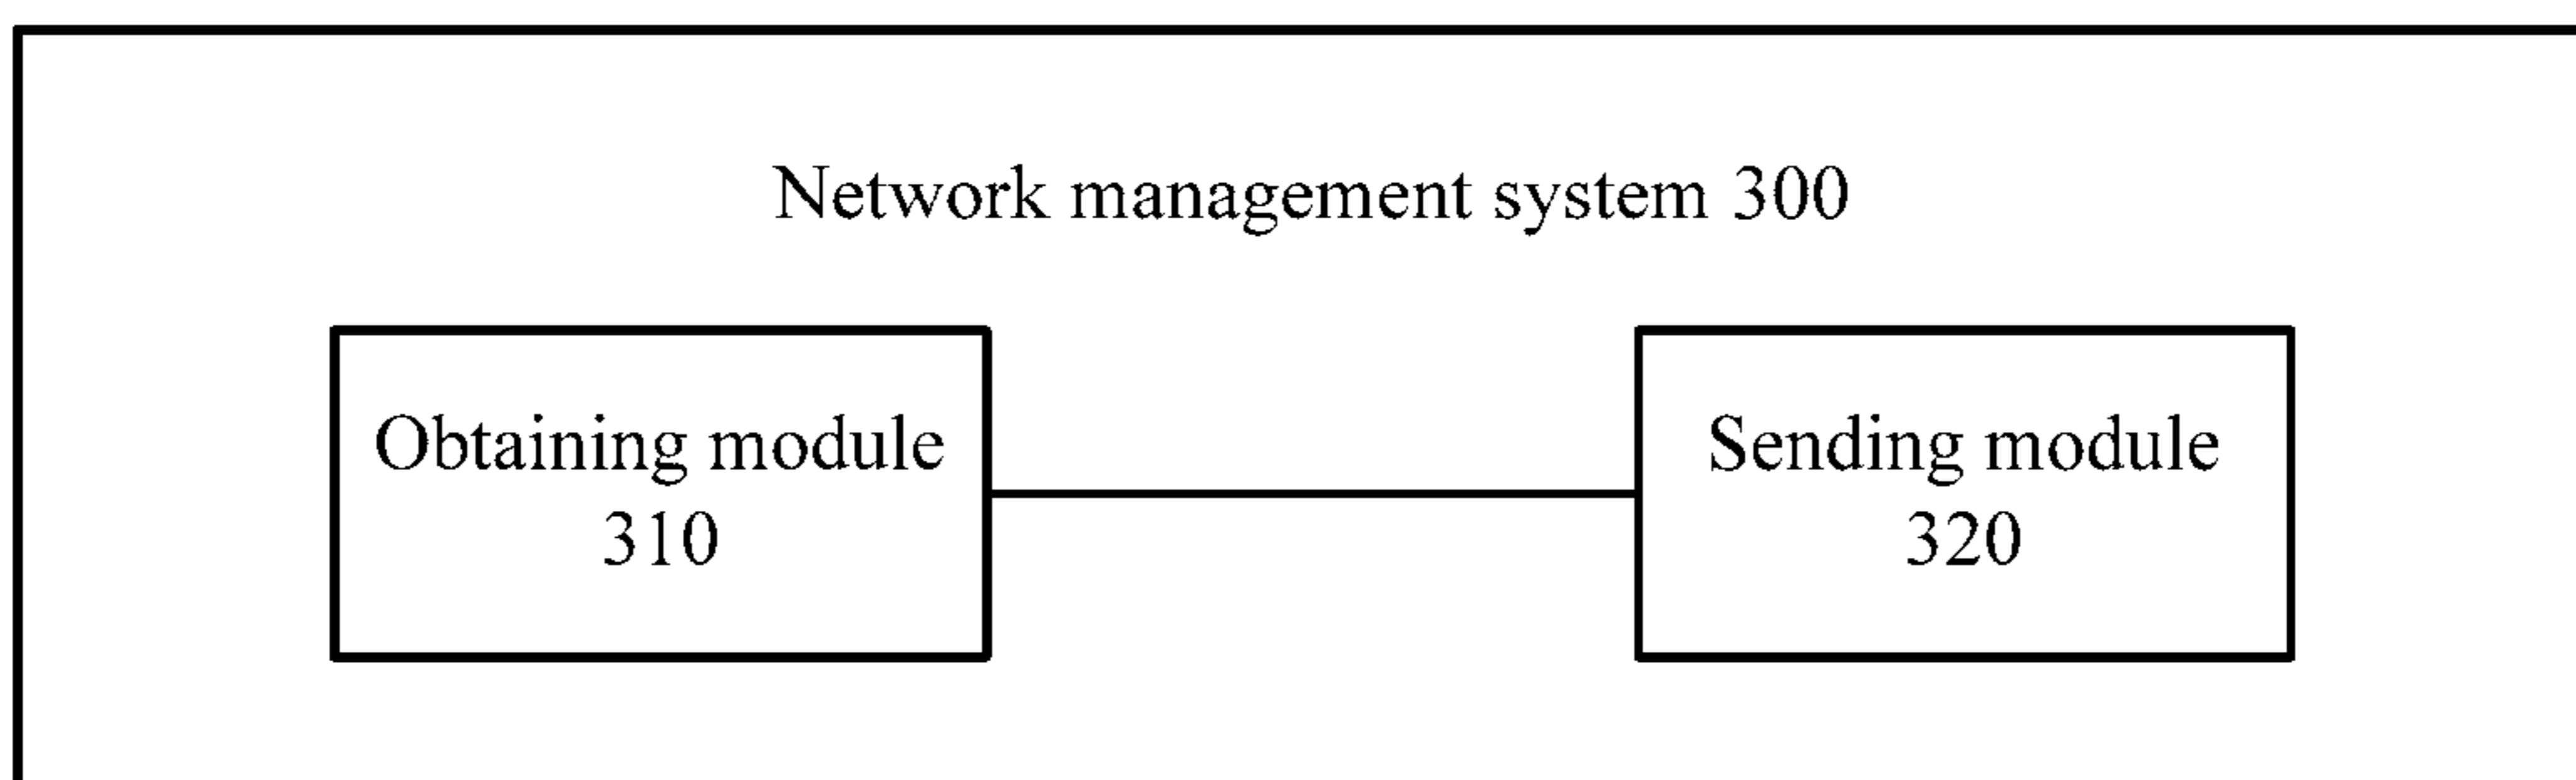 Network management system 300
Obtaining module
310
Sending module
320